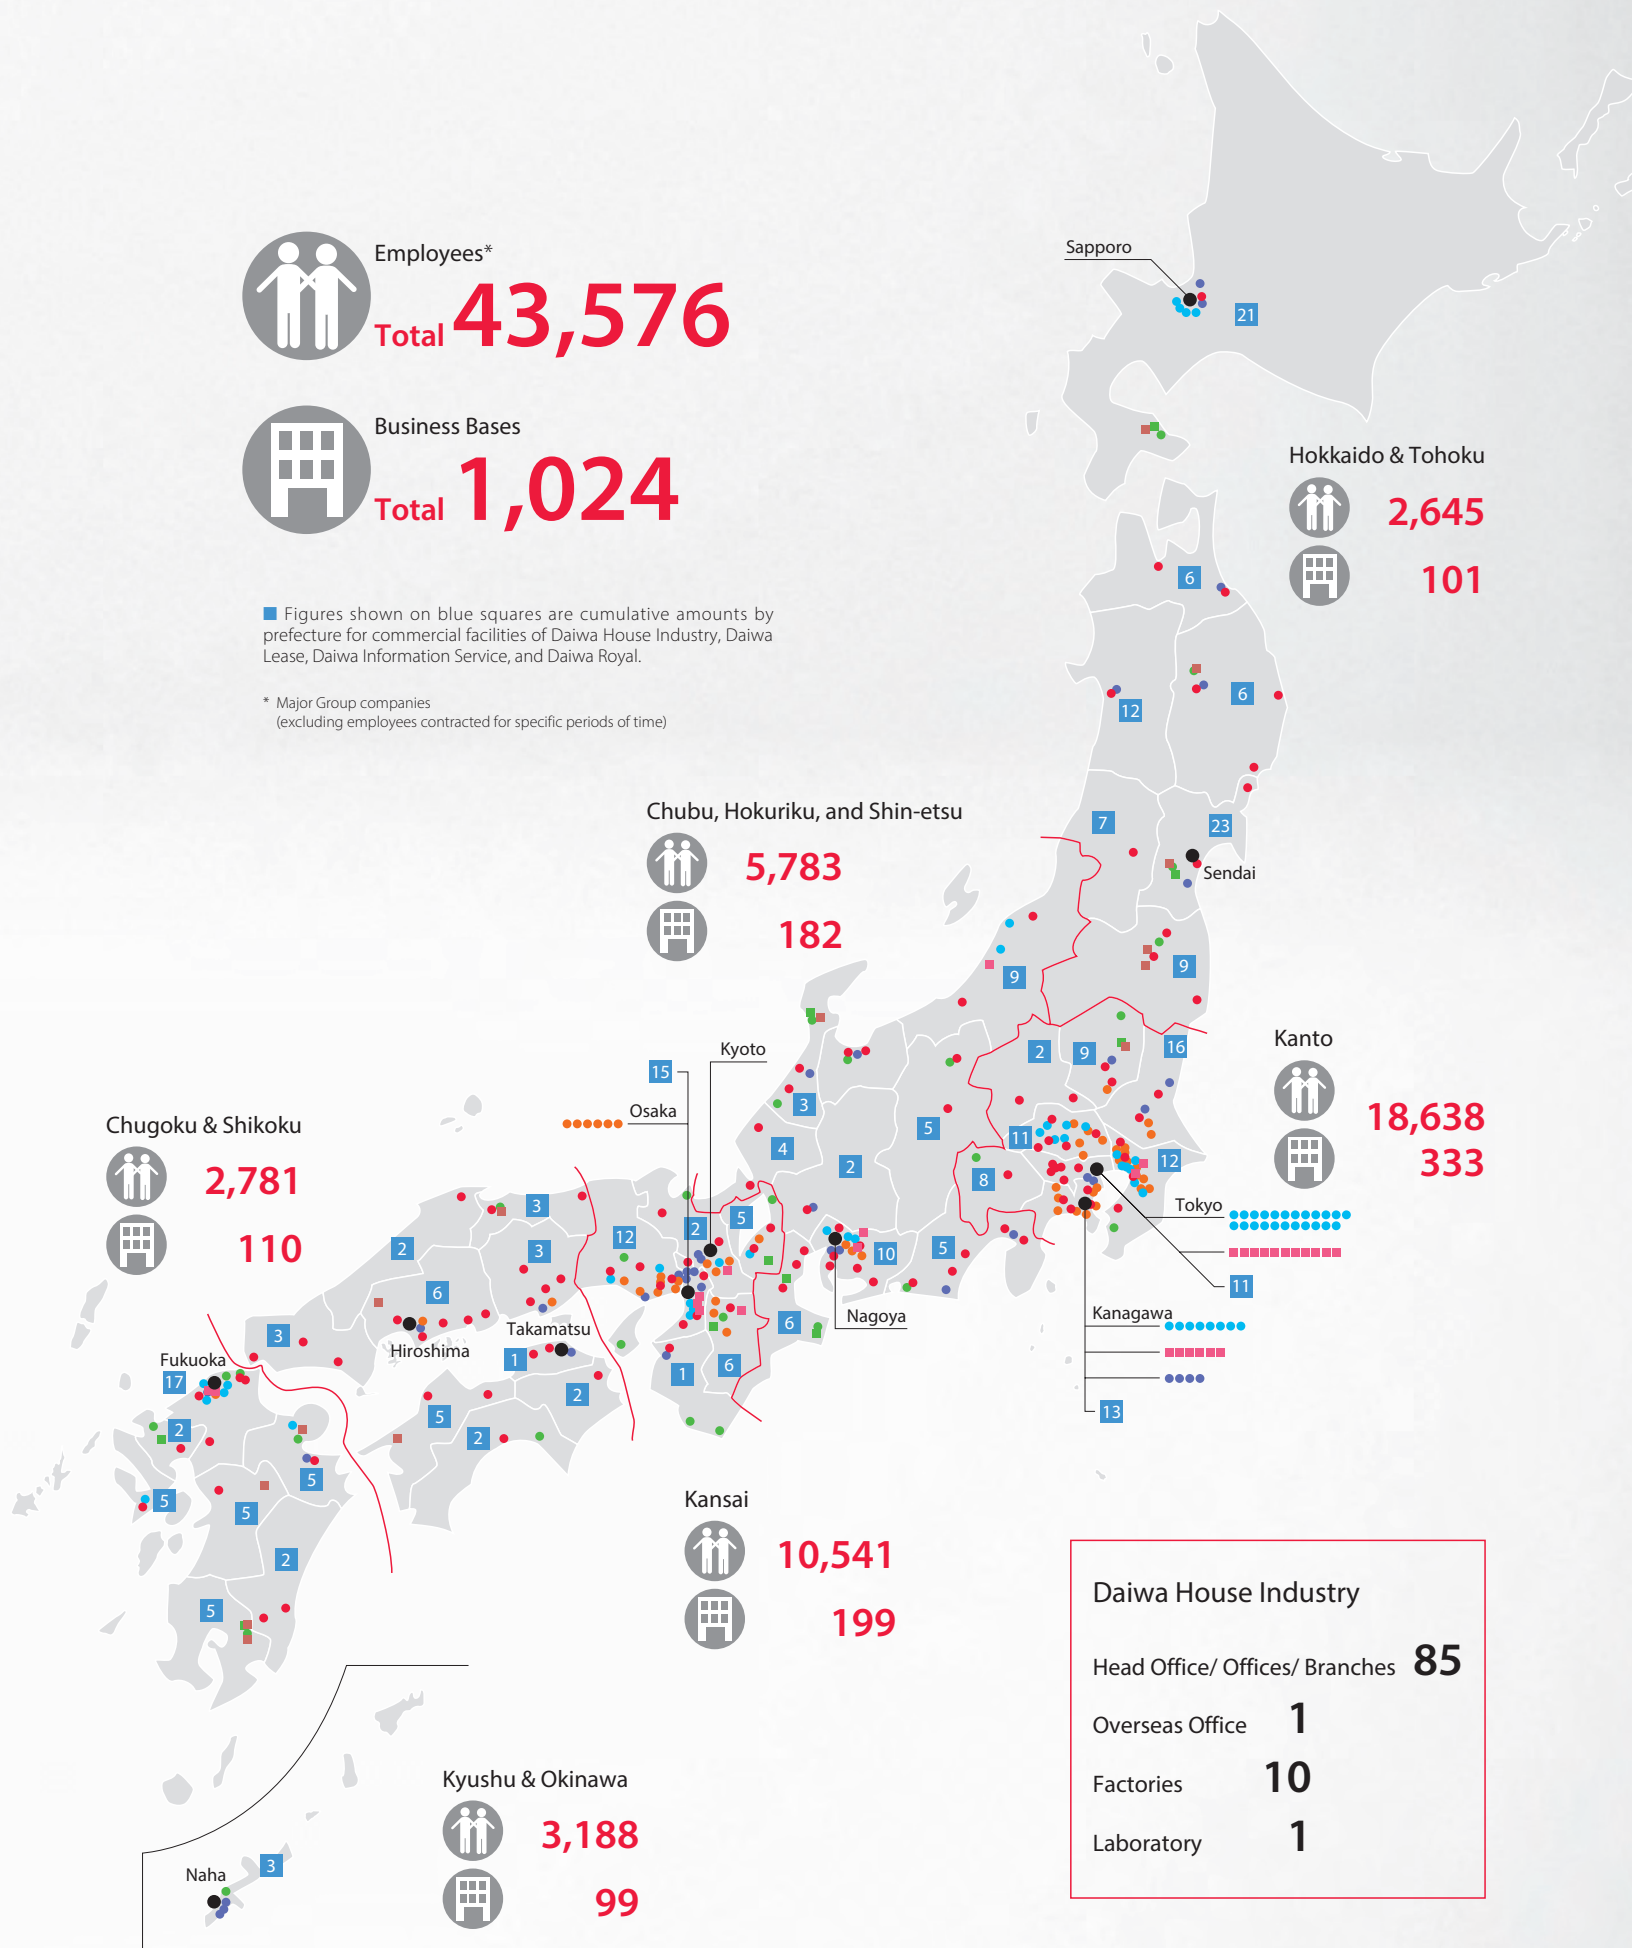 Employees*
Total 43,576
Business Bases
Total 1,024
Figures shown on blue squares are cumulative amounts by
prefecture for commercial facilities of Daiwa House Industry, Daiwa
Lease, Daiwa Information Service, and Daiwa Royal.
* Major Group companies
(excluding employees contracted for specific periods of time)
Sapporo
21
Hokkaido & Tohoku
2,645
101
6
6
12
7
23
Sendai
9
Chubu, Hokuriku, and Shin-etsu
5,783
182
9
Kanto
18,638
333
2
9
16
11
12
8
Tokyo
11
Kanagawa
13
Kyoto
15
Osaka
3
4
5
2
10
5
Nagoya
6
Chugoku & Shikoku
2,781
110
3
2
3
6
3
Hiroshima
Takamatsu
1
2
5
2
12
2
5
1
6
Kansai
10,541
199
Fukuoka
17
2
5
5
5
2
5
Kyushu & Okinawa
3,188
99
Naha
3
Daiwa House Industry
Head Office/ Offices/ Branches 85
Overseas Office 1
Factories 10
Laboratory 1